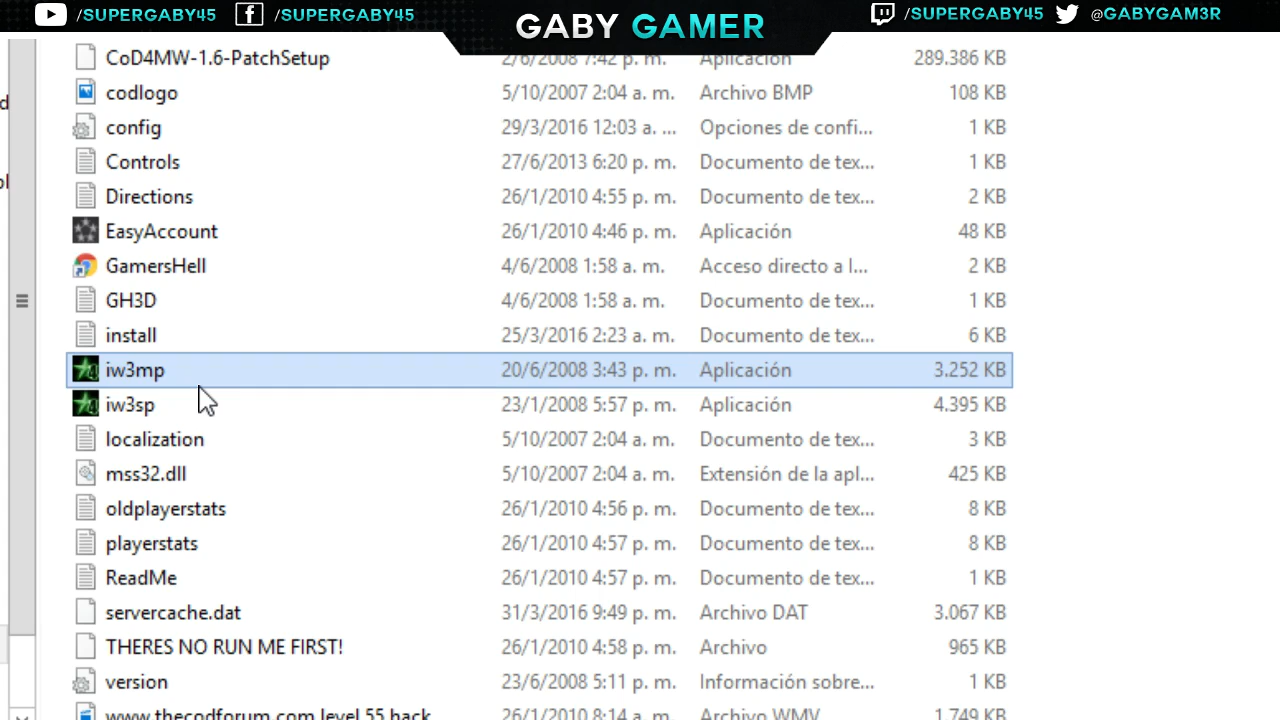 /SUPERGABY45 /SUPERGABY45 GABY GAMER /SUPERGABY45 @GABYGAM3R
CoD4MW-1.6-PatchSetup 2/6/2008 7:42 p. m. Aplicación 289.386 KB
codlogo 5/10/2007 2:04 a. m. Archivo BMP 108 KB
config 29/3/2016 12:03 a. ... Opciones de confi... 1 KB
Controls 27/6/2013 6:20 p. m. Documento de tex... 1 KB
Directions 26/1/2010 4:55 p. m. Documento de tex... 2 KB
EasyAccount 26/1/2010 4:46 p. m. Aplicación 48 KB
GamersHell 4/6/2008 1:58 a. m. Acceso directo a l... 2 KB
GH3D 4/6/2008 1:58 a. m. Documento de tex... 1 KB
install 25/3/2016 2:23 a. m. Documento de tex... 6 KB
iw3mp 20/6/2008 3:43 p. m. Aplicación 3.252 KB
iw3sp 23/1/2008 5:57 p. m. Aplicación 4.395 KB
localization 5/10/2007 2:04 a. m. Documento de tex... 3 KB
mss32.dll 5/10/2007 2:04 a. m. Extensión de la apl... 425 KB
oldplayerstats 26/1/2010 4:56 p. m. Documento de tex... 8 KB
playerstats 26/1/2010 4:57 p. m. Documento de tex... 8 KB
ReadMe 26/1/2010 4:57 p. m. Documento de tex... 1 KB
servercache.dat 31/3/2016 9:49 p. m. Archivo DAT 3.067 KB
THERES NO RUN ME FIRST! 26/1/2010 4:58 p. m. Archivo 965 KB
version 23/6/2008 5:11 p. m. Información sobre... 1 KB
www.thecodforum.com level 55 hack 26/1/2010 8:14 a. m. Archivo WMV 1.749 KB